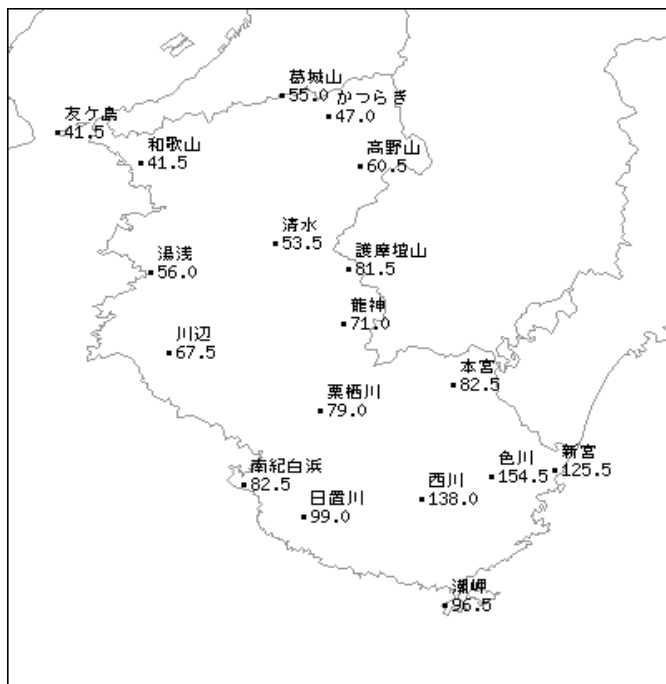 葛城山
55.0
かつらぎ
47.0
友ケ島
41.5
和歌山
41.5
高野山
60.5
清水
53.5
護摩壇山
81.5
湯浅
56.0
龍神
71.0
川辺
67.5
本宮
82.5
栗栖川
79.0
新宮
125.5
色川
154.5
南紀白浜
82.5
西川
138.0
日置川
99.0
潮岬
96.5